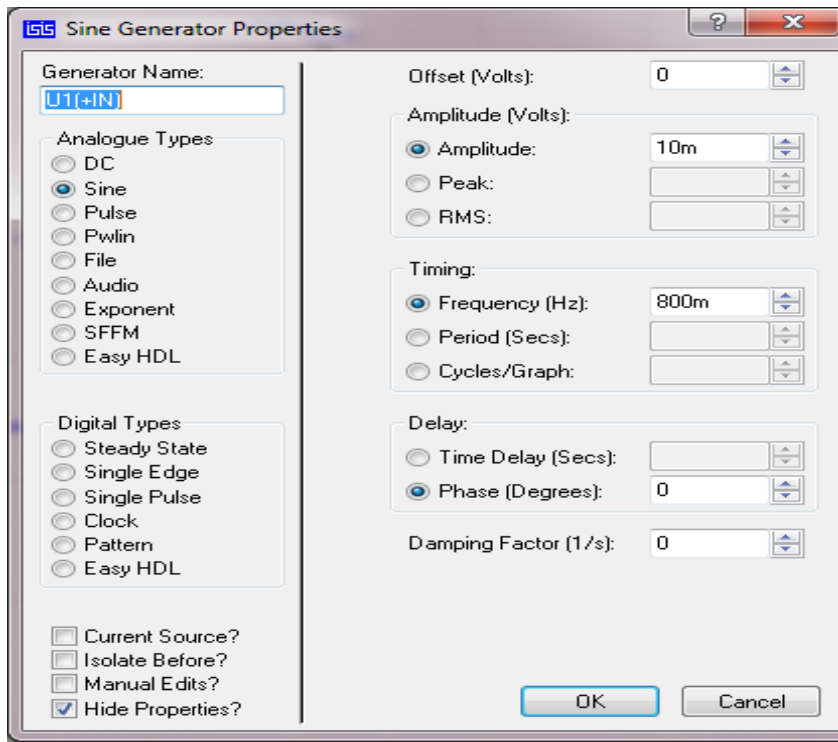 isis Sine Generator Properties
?
Generator Name:
U1(+IN)
Analogue Types
DC
Sine
Pulse
Pwlin
File
Audio
Exponent
SFFM
Easy HDL
Digital Types
Steady State
Single Edge
Single Pulse
Clock
Pattern
Easy HDL
Current Source?
Isolate Before?
Manual Edits?
Hide Properties?
Offset (Volts): 0
Amplitude (Volts):
Amplitude: 10m
Peak:
RMS:
Timing:
Frequency (Hz): 800m
Period (Secs):
Cycles/Graph:
Delay:
Time Delay (Secs):
Phase (Degrees): 0
Damping Factor (1/s): 0
OK Cancel